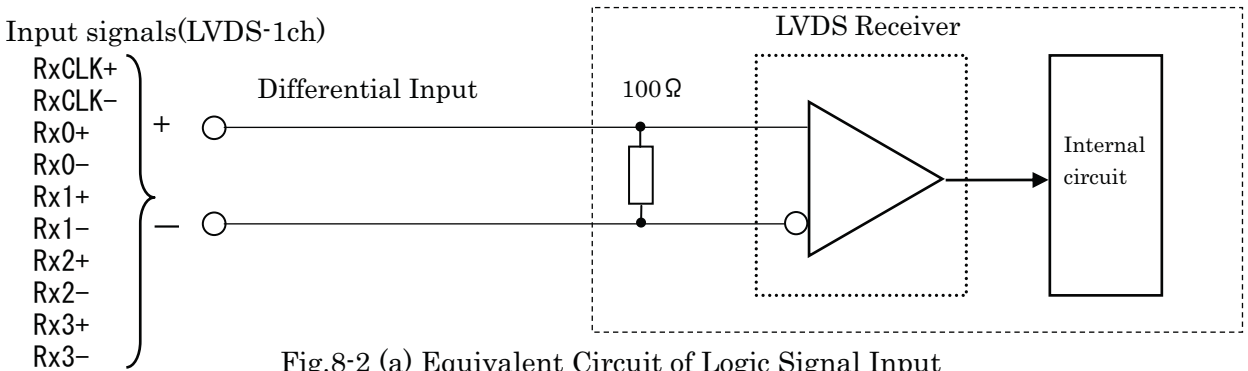 LVDS Receiver
Input signals(LVDS-1ch)
RxCLK+
RxCLK-
Rx0+
Rx0-
Rx1+
Rx1-
Rx2+
Rx2-
Rx3+
Rx3-
+
-
Differential Input
100Ω
Internal
circuit
Fig.8-2 (a) Equivalent Circuit of Logic Signal Input